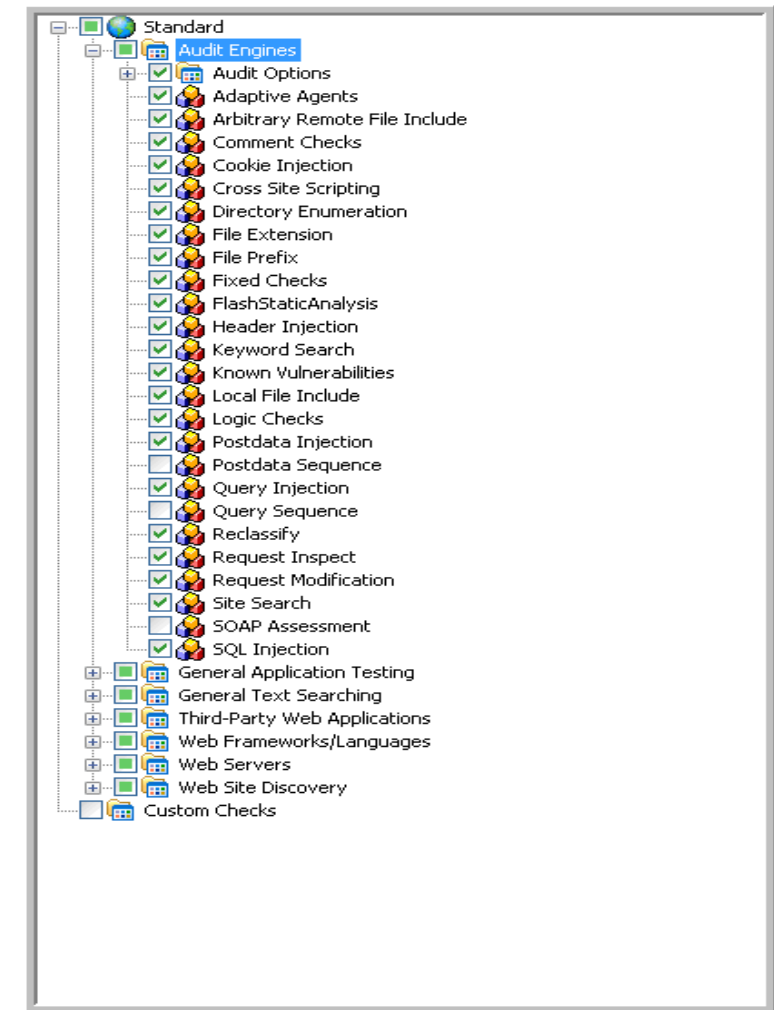 Standard
Audit Engines
Audit Options
Adaptive Agents
Arbitrary Remote File Include
Comment Checks
Cookie Injection
Cross Site Scripting
Directory Enumeration
File Extension
File Prefix
Fixed Checks
FlashStaticAnalysis
Header Injection
Keyword Search
Known Vulnerabilities
Local File Include
Logic Checks
Postdata Injection
Postdata Sequence
Query Injection
Query Sequence
Reclassify
Request Inspect
Request Modification
Site Search
SOAP Assessment
SQL Injection
General Application Testing
General Text Searching
Third-Party Web Applications
Web Frameworks/Languages
Web Servers
Web Site Discovery
Custom Checks